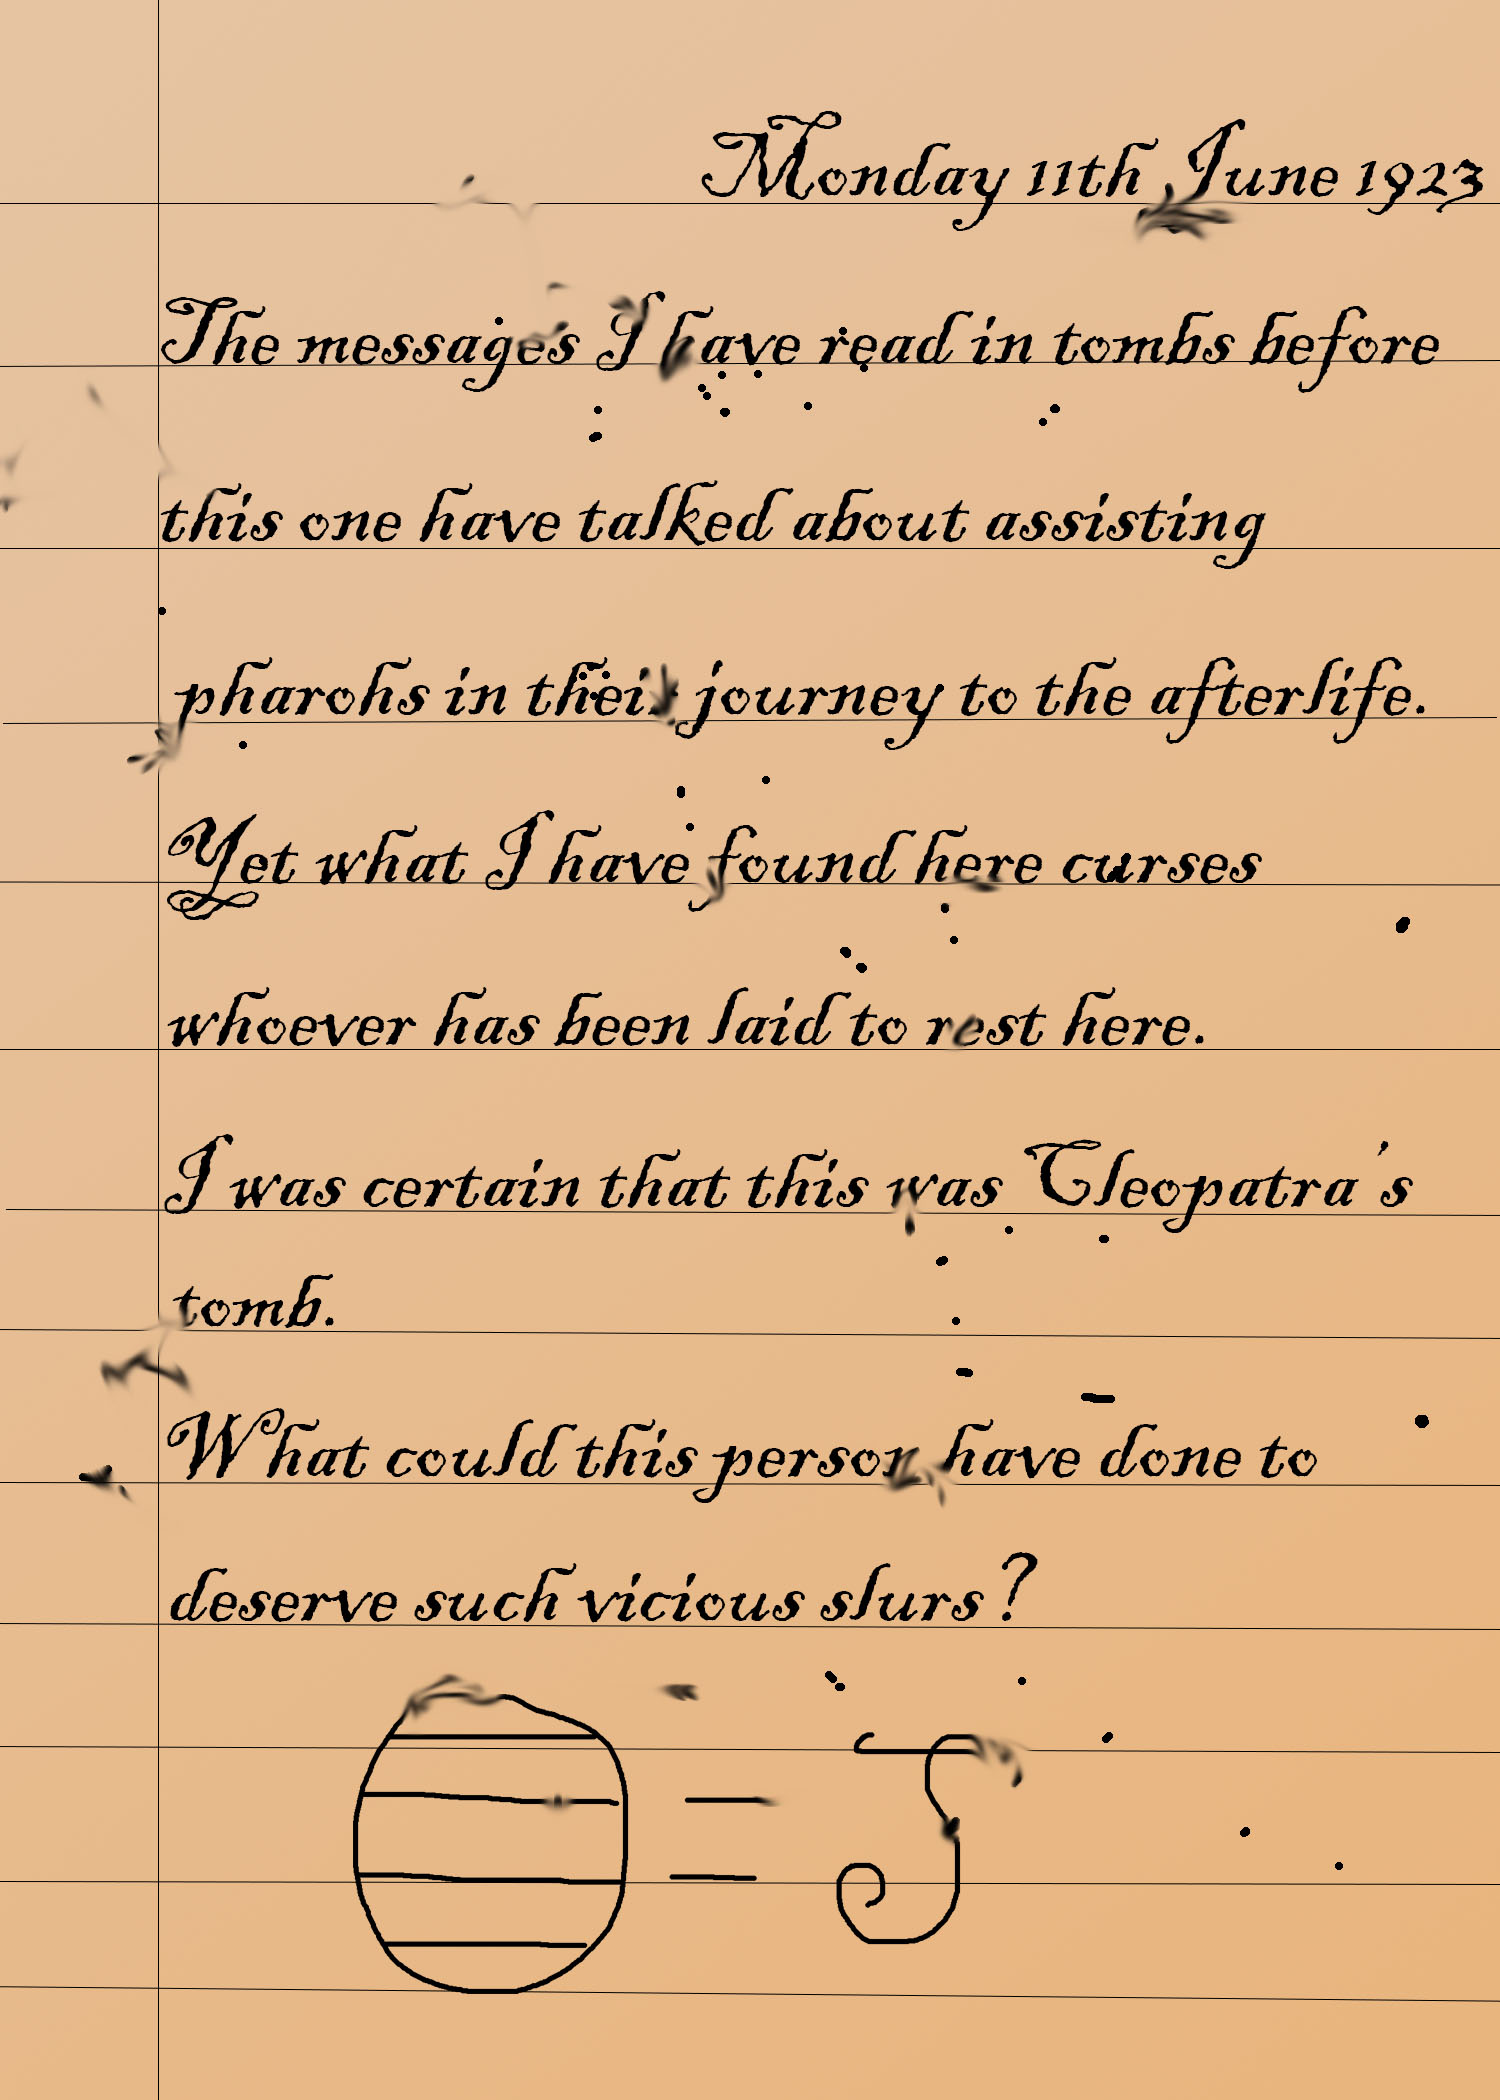 Monday 11th June 1923
The messages I have read in tombs before
this one have talked about assisting
pharohs in their journey to the afterlife.
Yet what I have found here curses
whoever has been laid to rest here.
I was certain that this was Cleopatra's
tomb.
What could this person have done to
deserve such vicious slurs?
= J